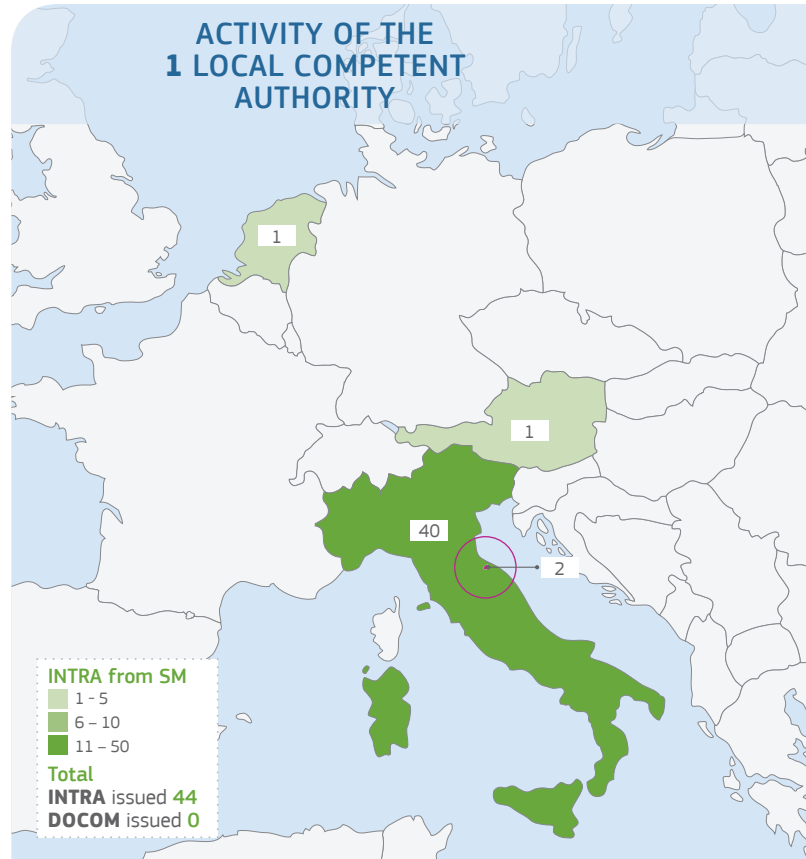 ACTIVITY OF THE
1 LOCAL COMPETENT
AUTHORITY
1
1
40
2
INTRA from SM
1 - 5
6 – 10
11 – 50
Total
INTRA issued 44
DOCOM issued 0